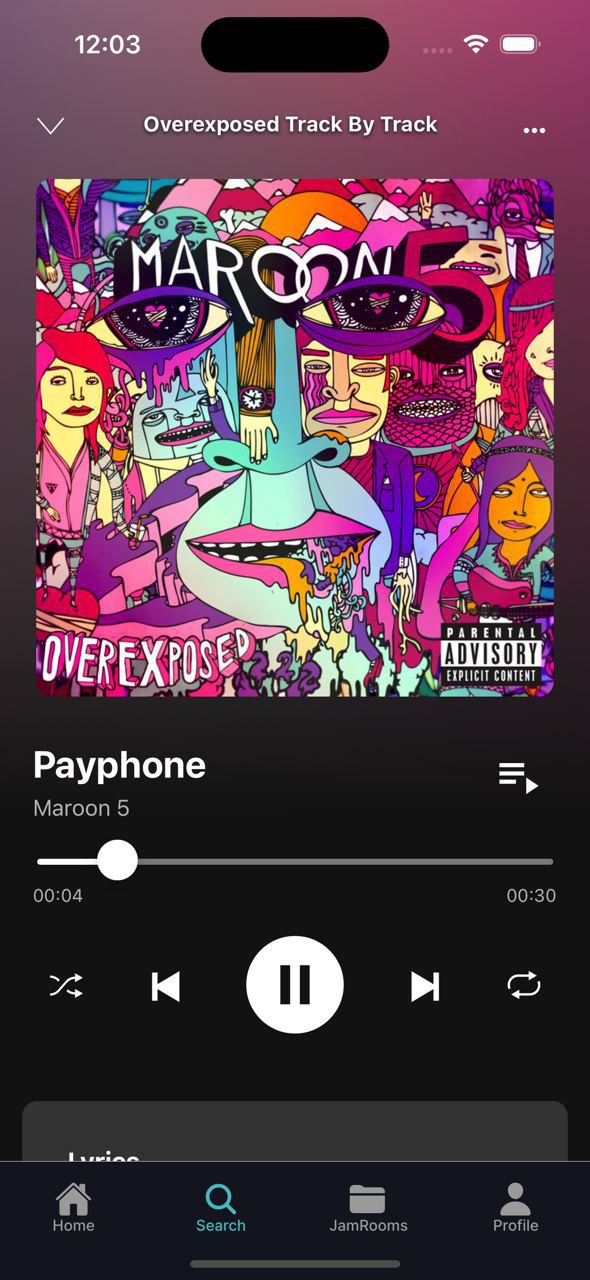 12:03
Overexposed Track By Track
MAROON 5
OVEREXPOSED
PARENTAL
ADVISORY
EXPLICIT CONTENT
Payphone
Maroon 5
00:04
00:30
Lyrics
Home
Search
JamRooms
Profile